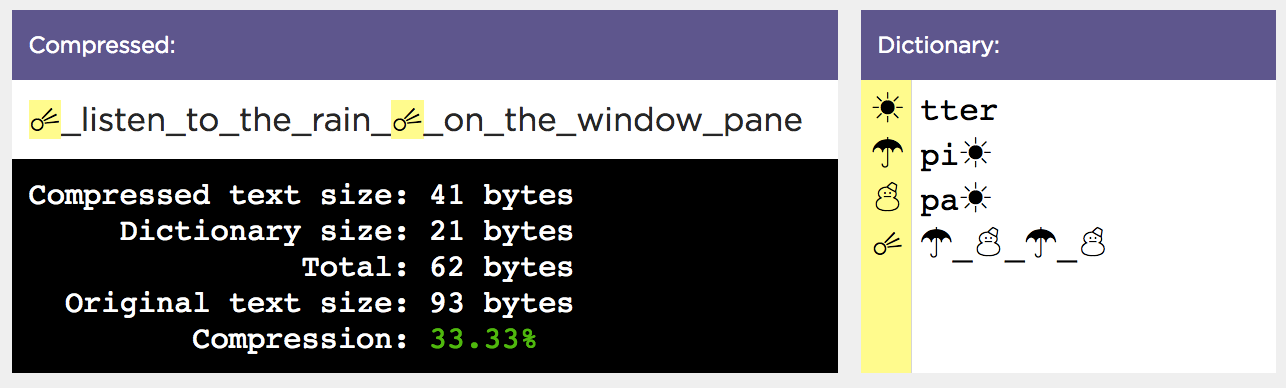 Compressed:
☄_listen_to_the_rain_☄_on_the_window_pane
Compressed text size: 41 bytes
Dictionary size: 21 bytes
Total: 62 bytes
Original text size: 93 bytes
Compression: 33.33%
Dictionary:
☀ tter
☂ pi☀
☃ pa☀
☄ ☂_☃_☂_☃